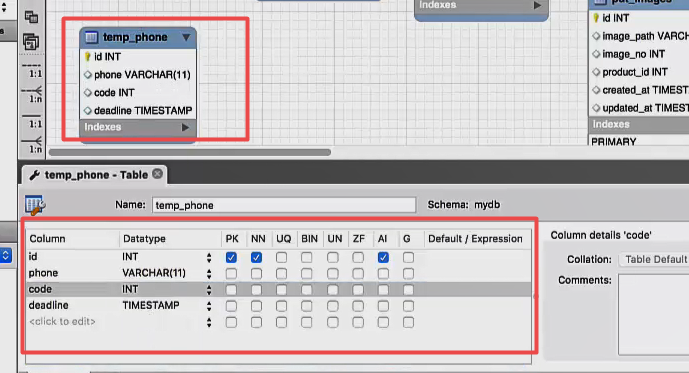 pdt_images
Indexes
temp_phone
id INT
1:1
id INT
image_path VARCH
phone VARCHAR(11)
image_no INT
1:n
code INT
product_id INT
deadline TIMESTAMP
created_at TIMEST
1:1
Indexes
updated_at TIMEST
Indexes
1:n
PRIMARY
temp_phone - Table
Name: temp_phone Schema: mydb
Column Datatype PK NN UQ BIN UN ZF AI G Default / Expression
Column details 'code'
id INT
Collation: Table Default
phone VARCHAR(11)
Comments:
code INT
deadline TIMESTAMP
<click to edit>